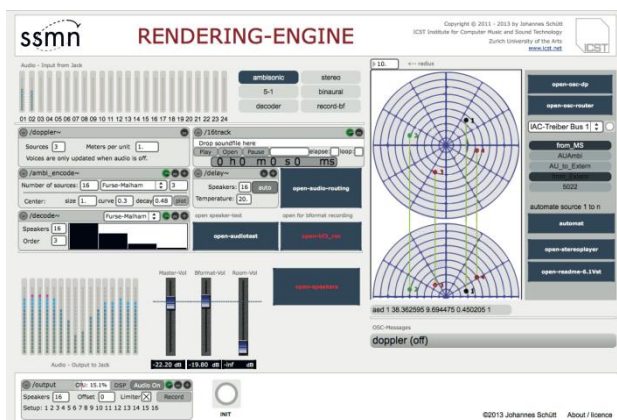 ssmn
RENDERING-ENGINE
Copyright © 2011 - 2013 by Johannes Schütt
ICST Institute for Computer Music and Sound Technology
Zurich University of the Arts
www.icst.net
ICST
Audio - Input from Jack
01 02 03 04 05 06 07 08 09 10 11 12 13 14 15 16 17 18 19 20 21 22 23 24
ambisonic stereo
5-1 binaural
decoder record-bf
10. <-- radius
open-osc-dp
open-osc-router
IAC-Treiber Bus 1
from_MS
AUAmbi
AU_to_Extern
5022
automate source 1 to n
automat
open-stereoplayer
open-readme-6.1Vst
/doppler~
Sources 3 Meters per unit 1.
Voices are only updated when audio is off.
/16track
Drop soundfile here
Play Open Pause elapse: loop
0 h 0 m 0 s 0 ms
/ambi_encode~
Number of sources: 16 Furse-Malham 3
Center: size 1. curve 0.3 decay 0.48
/delay~
Speakers: 16 auto
Temperature: 20.
open-audio-routing
/decode~ Furse-Malham
Speakers 16
Order 3
open speaker-test
open-audiotest
open for bformat recording
open-speakers
Master-Vol Bformat-Vol Room-Vol
-22.20 dB -19.80 dB -inf dB
Audio - Output to Jack
1
2
3
4
1
2
3
4
aed 1 38.362595 9.694475 0.450205 1
OSC-Messages
doppler (off)
/output CPU: 15.1% DSP Audio On
Speakers 16 Offset 0 Limiter Record
Setup: 1 2 3 4 5 6 7 8 9 10 11 12 13 14 15 16
INIT
©2013 Johannes Schütt About / licence